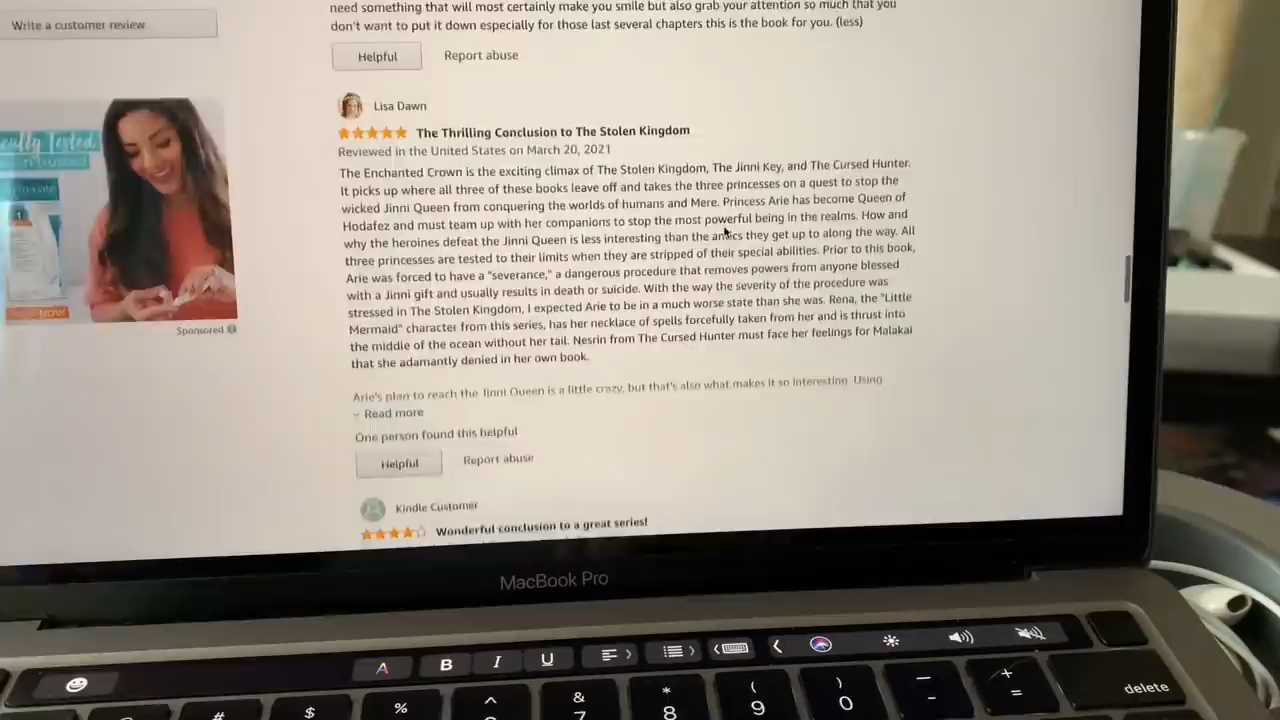 need something that will most certainly make you smile but also grab your attention so much that you
don't want to put it down especially for those last several chapters this is the book for you. (less)
Write a customer review
Helpful
Report abuse
Lisa Dawn
The Thrilling Conclusion to The Stolen Kingdom
Reviewed in the United States on March 20, 2021
The Enchanted Crown is the exciting climax of The Stolen Kingdom, The Jinni Key, and The Cursed Hunter.
It picks up where all three of these books leave off and takes the three princesses on a quest to stop the
wicked Jinni Queen from conquering the worlds of humans and Mere. Princess Arie has become Queen of
Hodafez and must team up with her companions to stop the most powerful being in the realms. How and
why the heroines defeat the Jinni Queen is less interesting than the antics they get up to along the way. All
three princesses are tested to their limits when they are stripped of their special abilities. Prior to this book,
Arie was forced to have a "severance," a dangerous procedure that removes powers from anyone blessed
with a Jinni gift and usually results in death or suicide. With the way the severity of the procedure was
stressed in The Stolen Kingdom, I expected Arie to be in a much worse state than she was. Rena, the "Little
Mermaid" character from this series, has her necklace of spells forcefully taken from her and is thrust into
the middle of the ocean without her tail. Nesrin from The Cursed Hunter must face her feelings for Malakai
that she adamantly denied in her own book.
Arie's plan to reach the Jinni Queen is a little crazy, but that's also what makes it so interesting. Using
Read more
One person found this helpful
Helpful
Report abuse
Kindle Customer
Wonderful conclusion to a great series!
cally Tested
Sponsored
MacBook Pro
A B I U
# $ % ^ & 7 * 8 ( 9 ) 0 - + =
delete